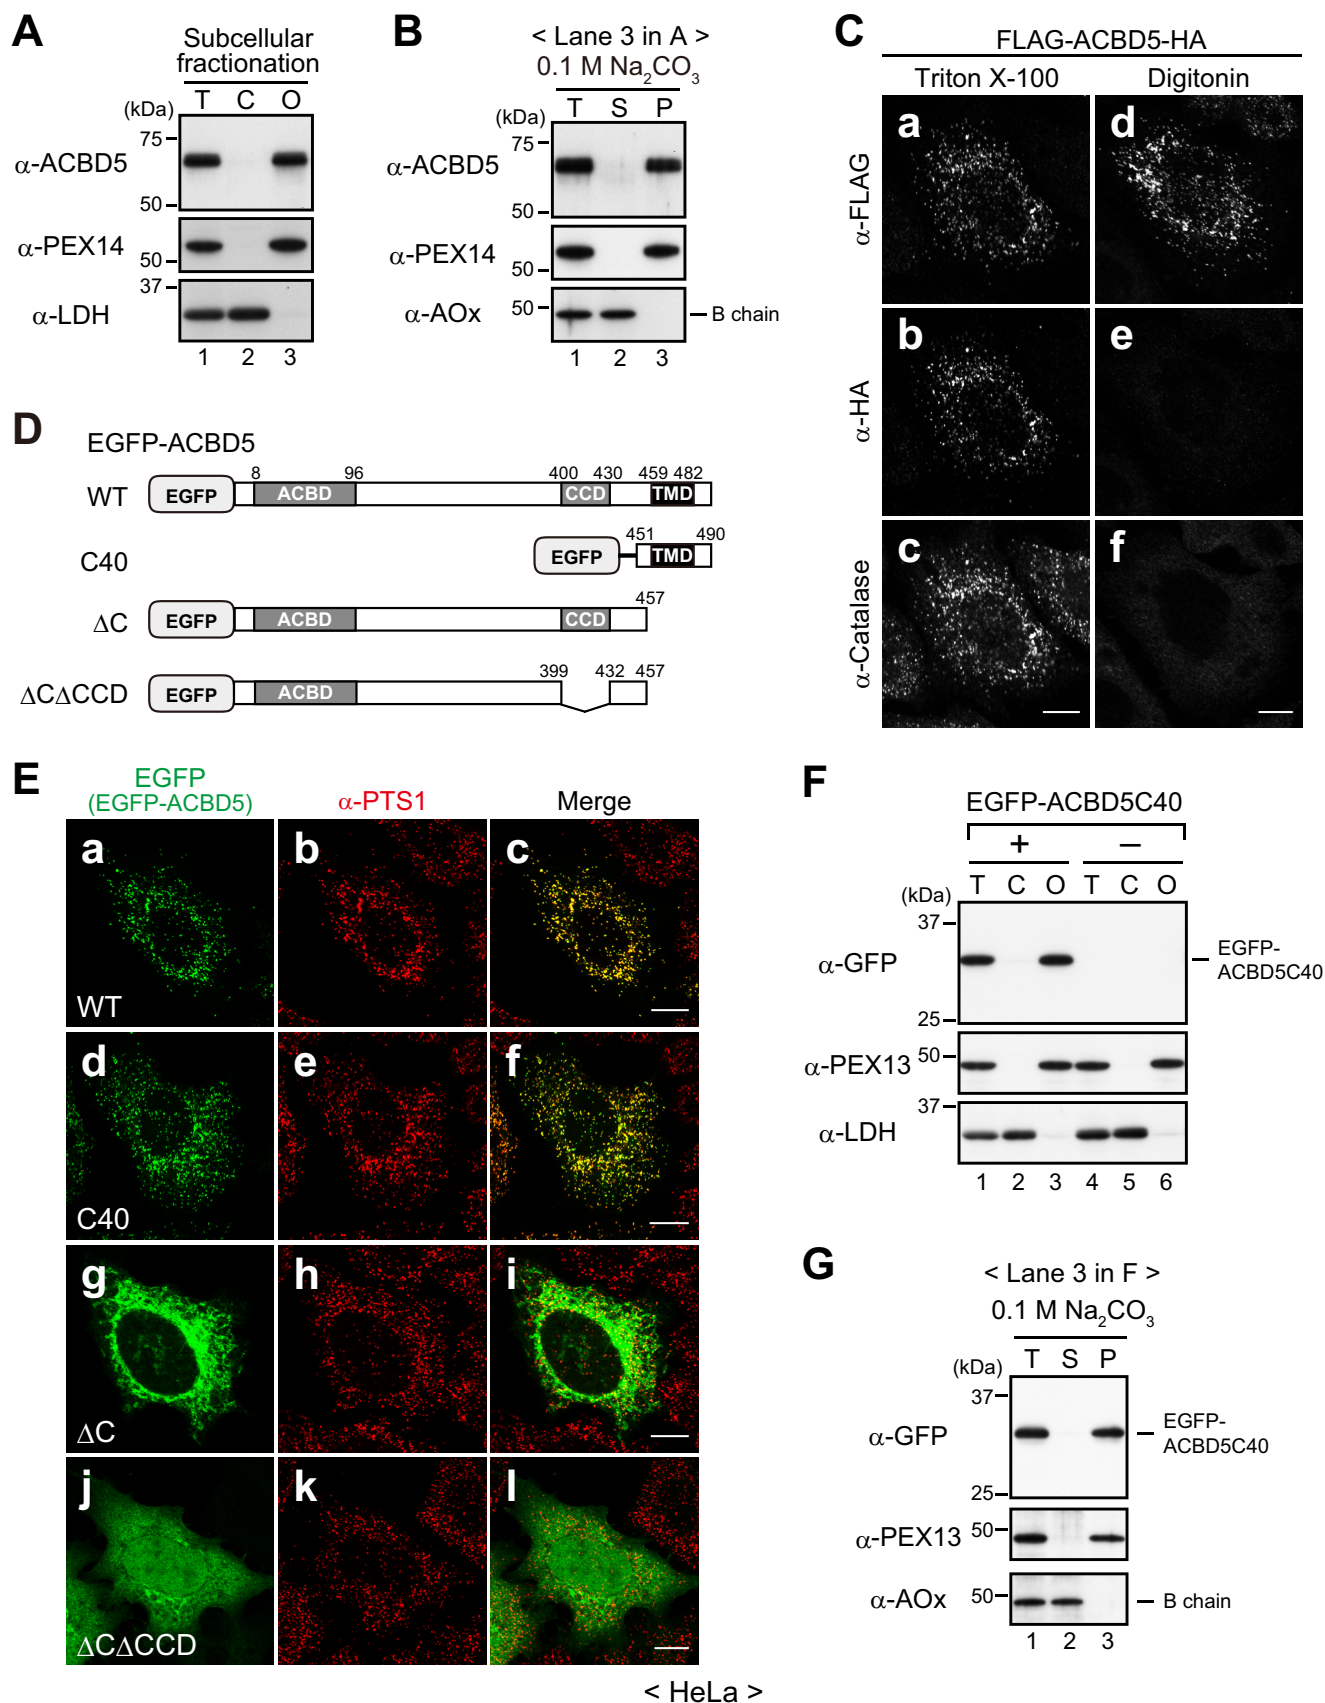 A
Subcellular
fractionation
T C O
(kDa)
75
α-ACBD5
50
α-PEX14
50
37
α-LDH
1 2 3
B
< Lane 3 in A >
0.1 M Na2CO3
T S P
(kDa)
75
α-ACBD5
50
α-PEX14
50
α-AOx
50
B chain
1 2 3
C
FLAG-ACBD5-HA
Triton X-100 Digitonin
α-FLAG
a d
α-HA
b e
α-Catalase
c f
D
EGFP-ACBD5
8 96 400 430 459 482
WT EGFP ACBD CCD TMD
451 490
C40 EGFP TMD
457
ΔC EGFP ACBD CCD
399 432 457
ΔCΔCCD EGFP ACBD
E
EGFP
(EGFP-ACBD5)
α-PTS1
Merge
a b c
WT
d e f
C40
g h i
ΔC
j k l
ΔCΔCCD
F
EGFP-ACBD5C40
+ −
T C O T C O
(kDa)
37
α-GFP
EGFP-
ACBD5C40
25
α-PEX13
50
37
α-LDH
1 2 3 4 5 6
G
< Lane 3 in F >
0.1 M Na2CO3
T S P
(kDa)
37
α-GFP
EGFP-
ACBD5C40
25
α-PEX13
50
α-AOx
50
B chain
1 2 3
< HeLa >